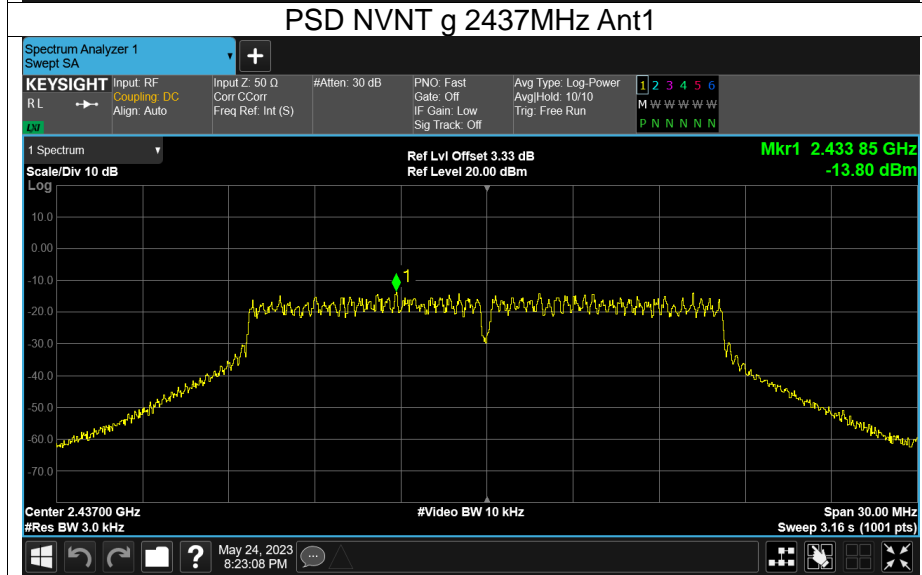 PSD NVNT g 2437MHz Ant1
Spectrum Analyzer 1
Swept SA
KEYSIGHT
RL
LXI
Input: RF
Coupling: DC
Align: Auto
Input Z: 50 Ω
Corr CCorr
Freq Ref: Int (S)
#Atten: 30 dB
PNO: Fast
Gate: Off
IF Gain: Low
Sig Track: Off
Avg Type: Log-Power
Avg|Hold: 10/10
Trig: Free Run
1 2 3 4 5 6
M W W W W W
P N N N N N
1 Spectrum
Scale/Div 10 dB
Ref Lvl Offset 3.33 dB
Ref Level 20.00 dBm
Mkr1 2.433 85 GHz
-13.80 dBm
Log
10.0
0.00
-10.0
-20.0
-30.0
-40.0
-50.0
-60.0
-70.0
1
Center 2.43700 GHz
#Res BW 3.0 kHz
#Video BW 10 kHz
Span 30.00 MHz
Sweep 3.16 s (1001 pts)
May 24, 2023
8:23:08 PM